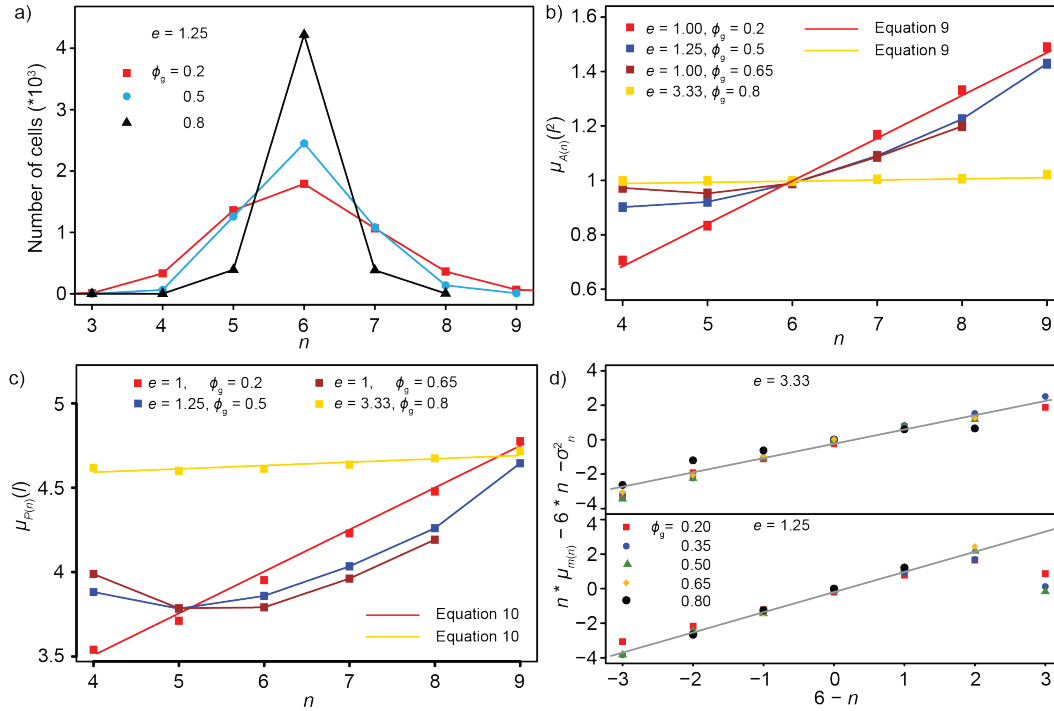 a)
e = 1.25
ϕg = 0.2
0.5
0.8
Number of cells (*10³)
4
3
2
1
0
3 4 5 6 7 8 9
n
b)
e = 1.00, ϕg = 0.2
e = 1.25, ϕg = 0.5
e = 1.00, ϕg = 0.65
e = 3.33, ϕg = 0.8
Equation 9
Equation 9
μA(n)(l²)
1.4
1.2
1.0
0.8
0.6
4 5 6 7 8 9
n
c)
e = 1, ϕg = 0.2
e = 1.25, ϕg = 0.5
e = 1, ϕg = 0.65
e = 3.33, ϕg = 0.8
μP(n)(l)
5
4.5
4
3.5
Equation 10
Equation 10
4 5 6 7 8 9
n
d)
e = 3.33
4
2
0
−2
−4
n * μm(n) − 6 * n − σ²n
ϕg = 0.20
0.35
0.50
0.65
0.80
e = 1.25
4
2
0
−2
−4
−3 −2 −1 0 1 2 3
6 − n